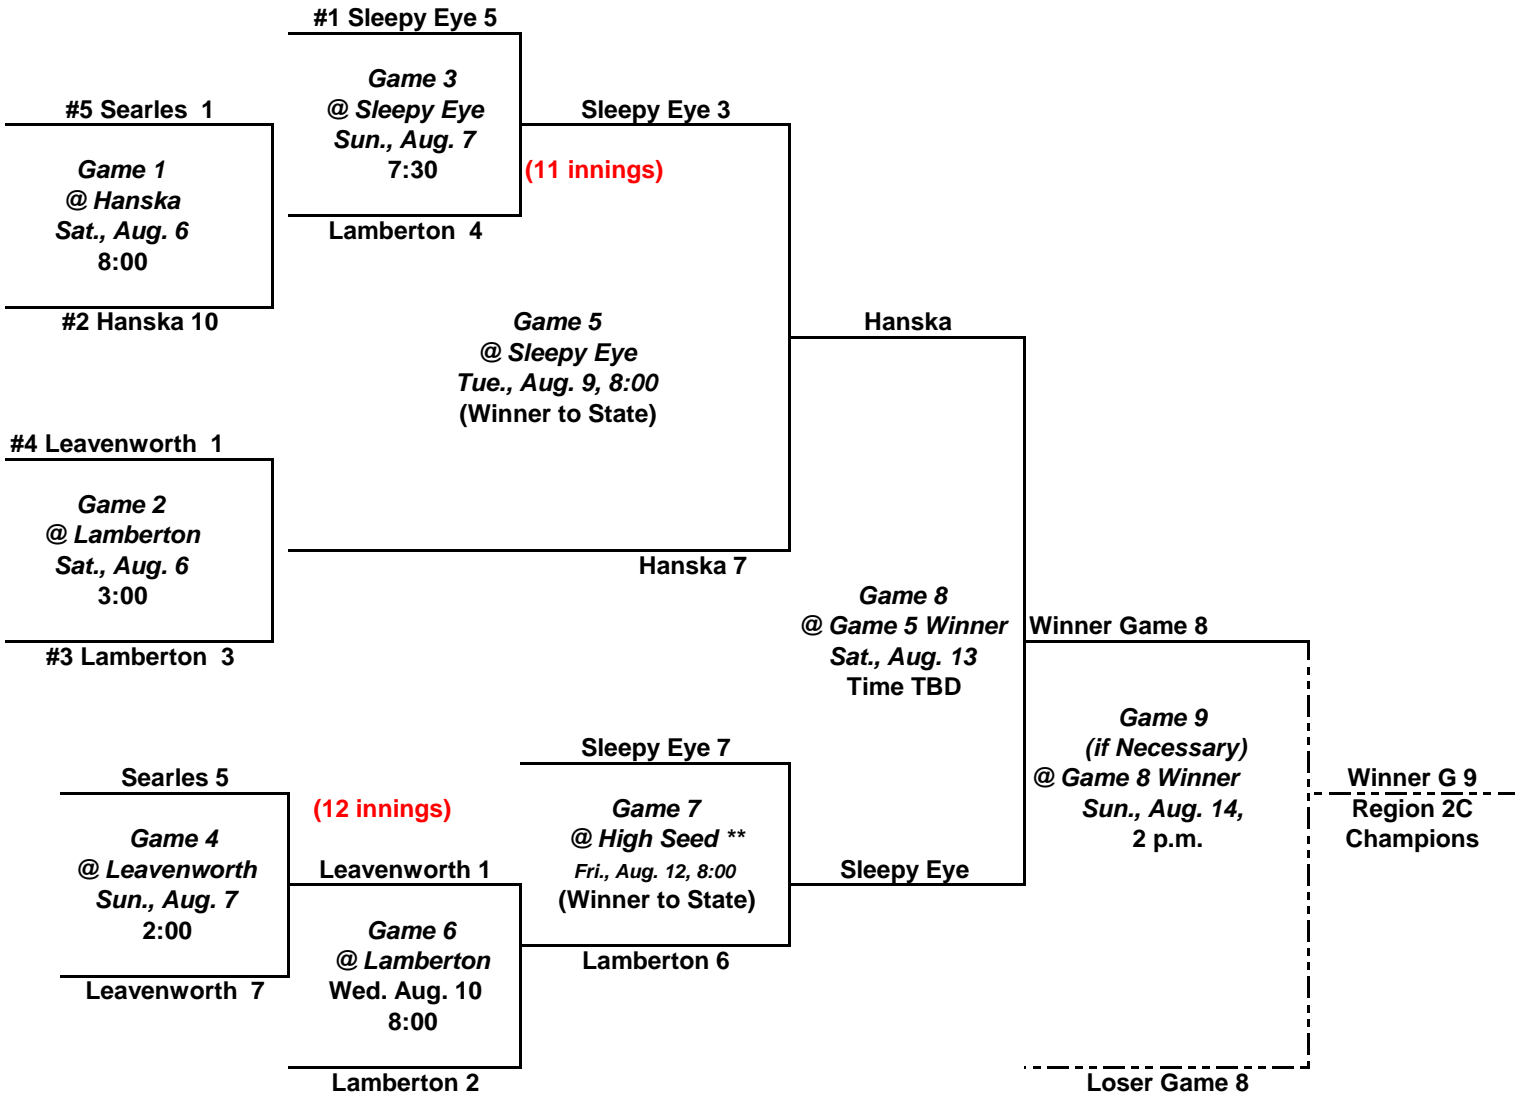 #1 Sleepy Eye 5
Game 3
@ Sleepy Eye
Sun., Aug. 7
7:30
(11 innings)
Lamberton  4
#5 Searles  1
Game 1
@ Hanska
Sat., Aug. 6
8:00
#2 Hanska 10
Sleepy Eye 3
Game 5
@ Sleepy Eye
Tue., Aug. 9, 8:00
(Winner to State)
Hanska 7
#4 Leavenworth  1
Game 2
@ Lamberton
Sat., Aug. 6
3:00
#3 Lamberton  3
Hanska
Game 8
@ Game 5 Winner
Sat., Aug. 13
Time TBD
Sleepy Eye
Winner Game 8
Game 9
(if Necessary)
@ Game 8 Winner
Sun., Aug. 14,
2 p.m.
Loser Game 8
Winner G 9
Region 2C
Champions
Searles 5
(12 innings)
Game 4
@ Leavenworth
Sun., Aug. 7
2:00
Leavenworth  7
Leavenworth 1
Game 6
@ Lamberton
Wed. Aug. 10
8:00
Lamberton 2
Sleepy Eye 7
Game 7
@ High Seed **
Fri., Aug. 12, 8:00
(Winner to State)
Lamberton 6